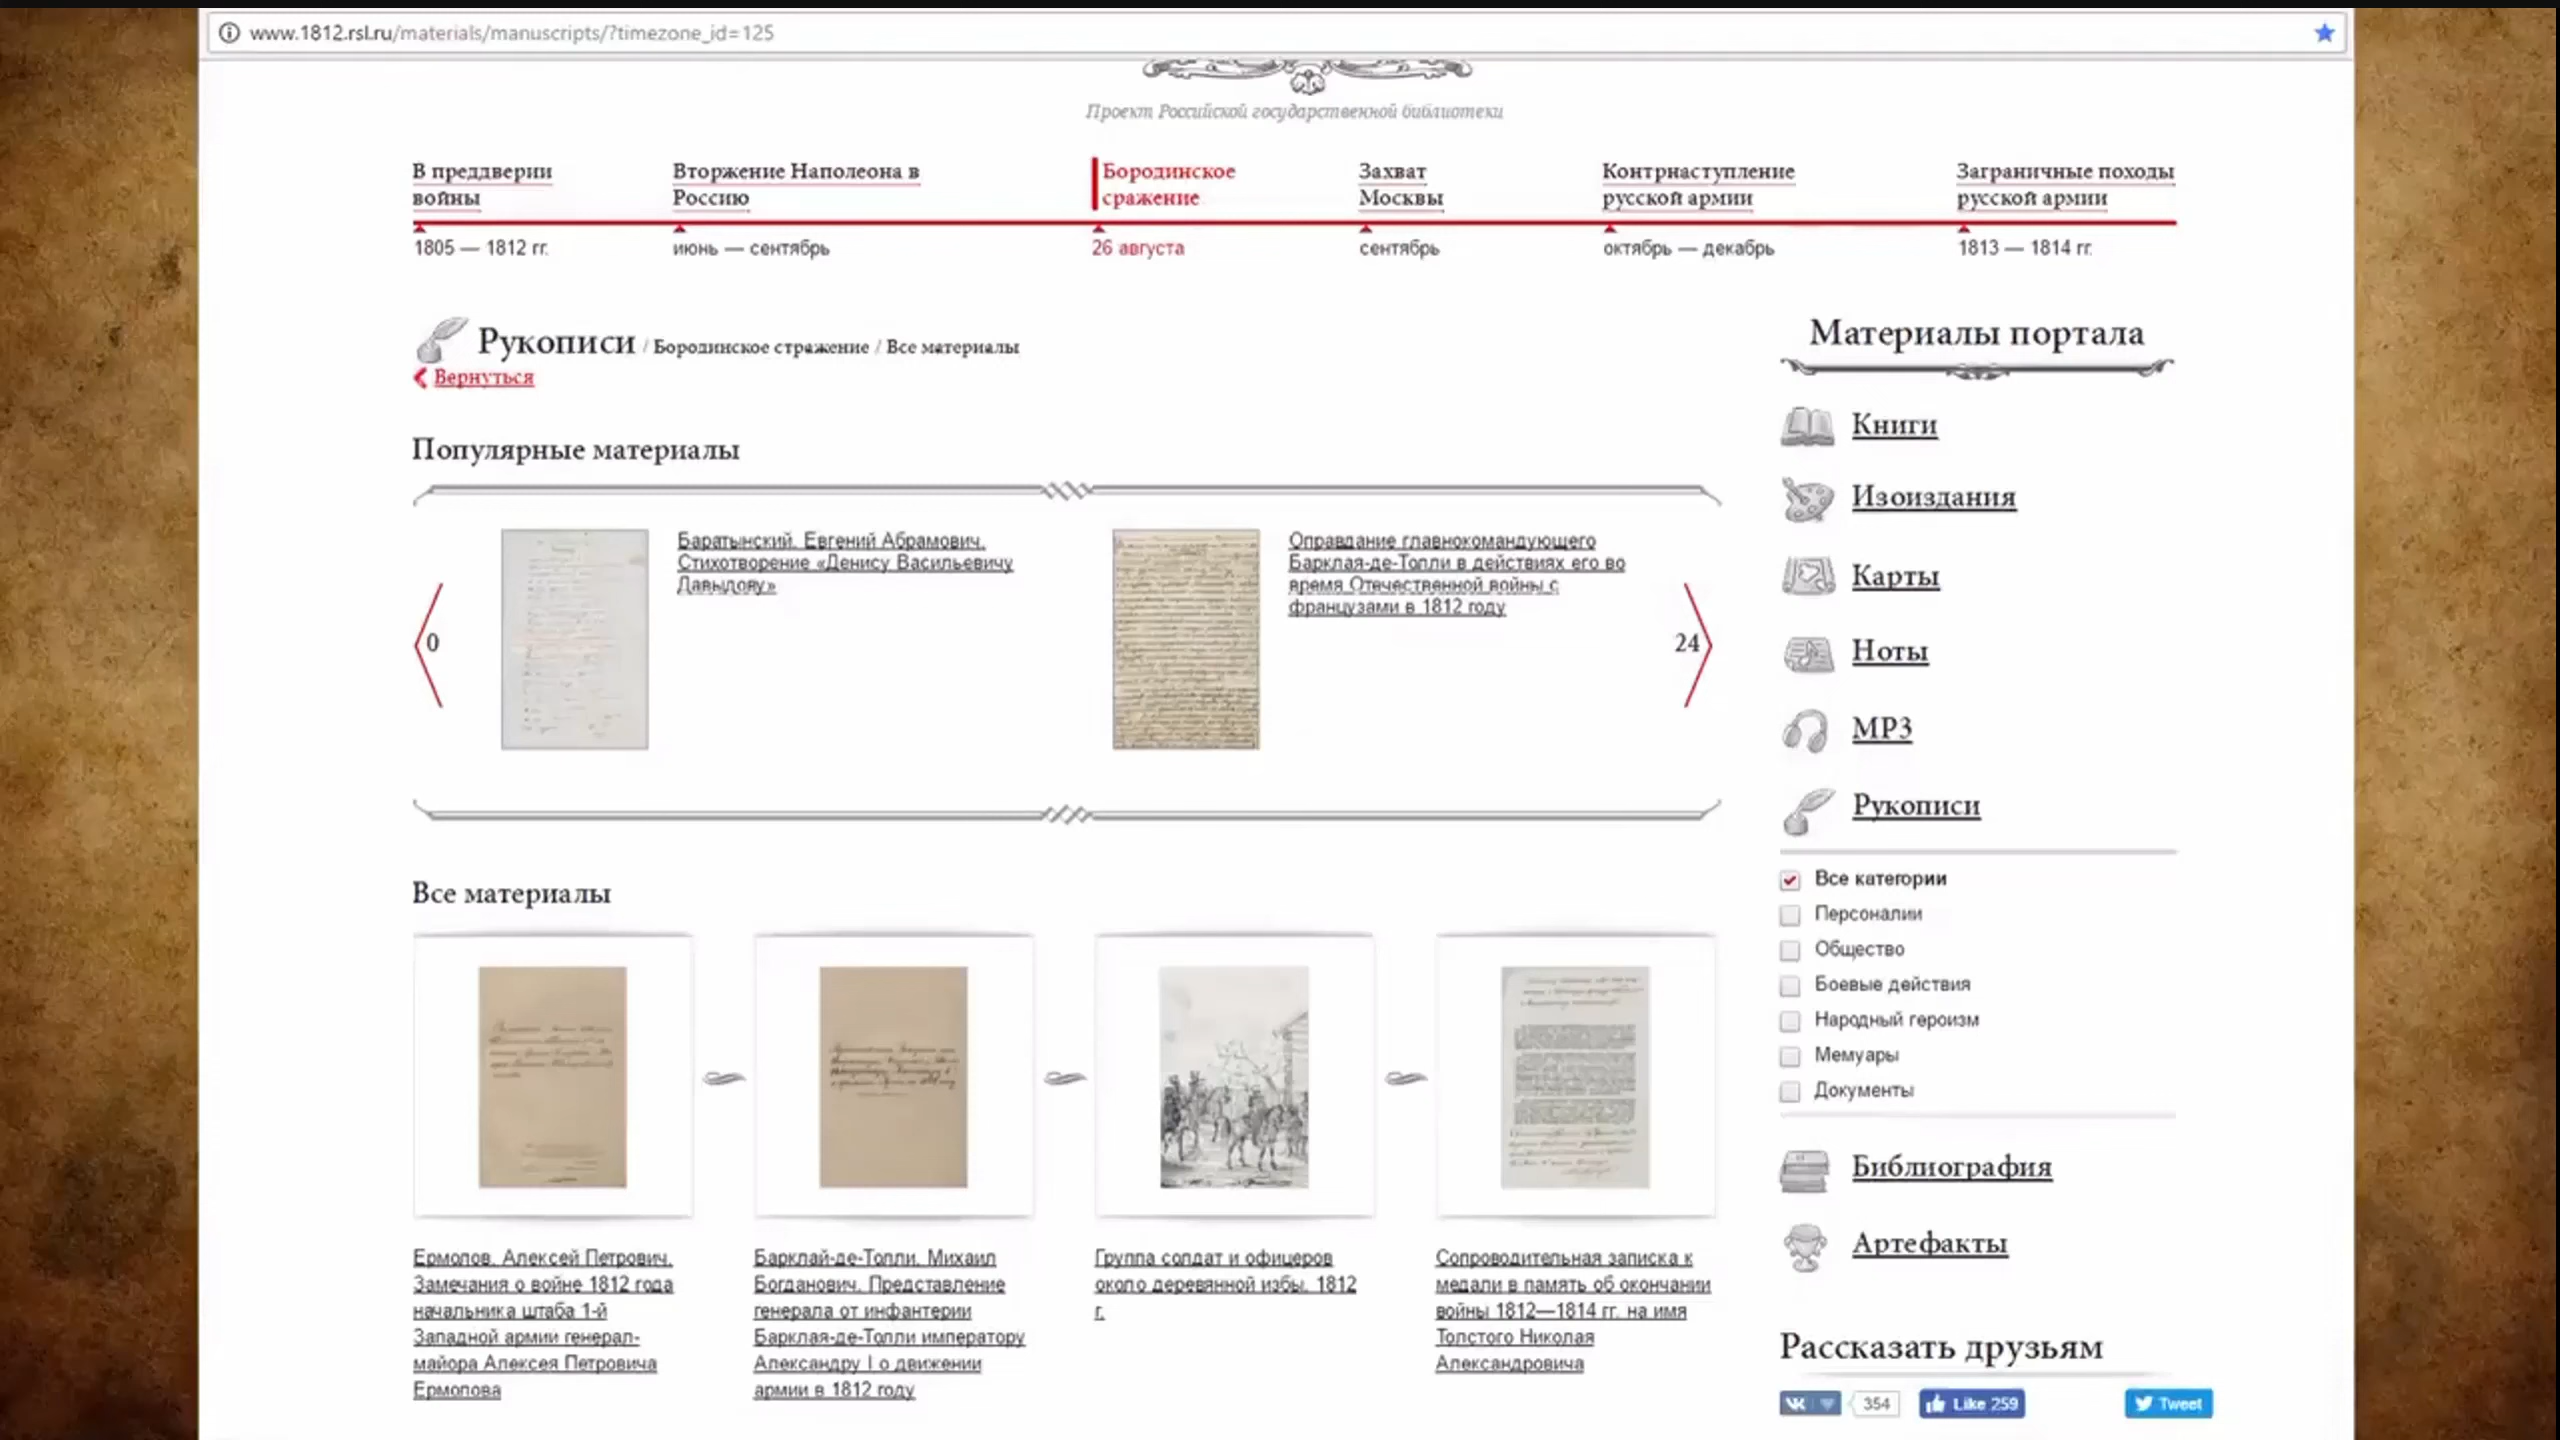 www.1812.rsl.ru/materials/manuscripts/?timezone_id=125
Проект Российской государственной библиотеки
В преддверии
войны
1805 — 1812 гг.
Вторжение Наполеона в
Россию
июнь — сентябрь
Бородинское
сражение
26 августа
Захват
Москвы
сентябрь
Контрнаступление
русской армии
октябрь — декабрь
Заграничные походы
русской армии
1813 — 1814 гг.
Рукописи / Бородинское стражение / Все материалы
Вернуться
Популярные материалы
0
Баратынский, Евгений Абрамович.
Стихотворение «Денису Васильевичу
Давыдову»
Оправдание главнокомандующего
Барклая-де-Толли в действиях его во
время Отечественной войны с
французами в 1812 году
24
Все материалы
Ермолов, Алексей Петрович.
Замечания о войне 1812 года
начальника штаба 1-й
Западной армии генерал-
майора Алексея Петровича
Ермолова
Барклай-де-Толли, Михаил
Богданович. Представление
генерала от инфантерии
Барклая-де-Толли императору
Александру I о движении
армии в 1812 году
Группа солдат и офицеров
около деревянной избы. 1812
г.
Сопроводительная записка к
медали в память об окончании
войны 1812—1814 гг. на имя
Толстого Николая
Александровича
Материалы портала
Книги
Изоиздания
Карты
Ноты
MP3
Рукописи
Все категории
Персоналии
Общество
Боевые действия
Народный героизм
Мемуары
Документы
Библиография
Артефакты
Рассказать друзьям
354
Like 259
Tweet